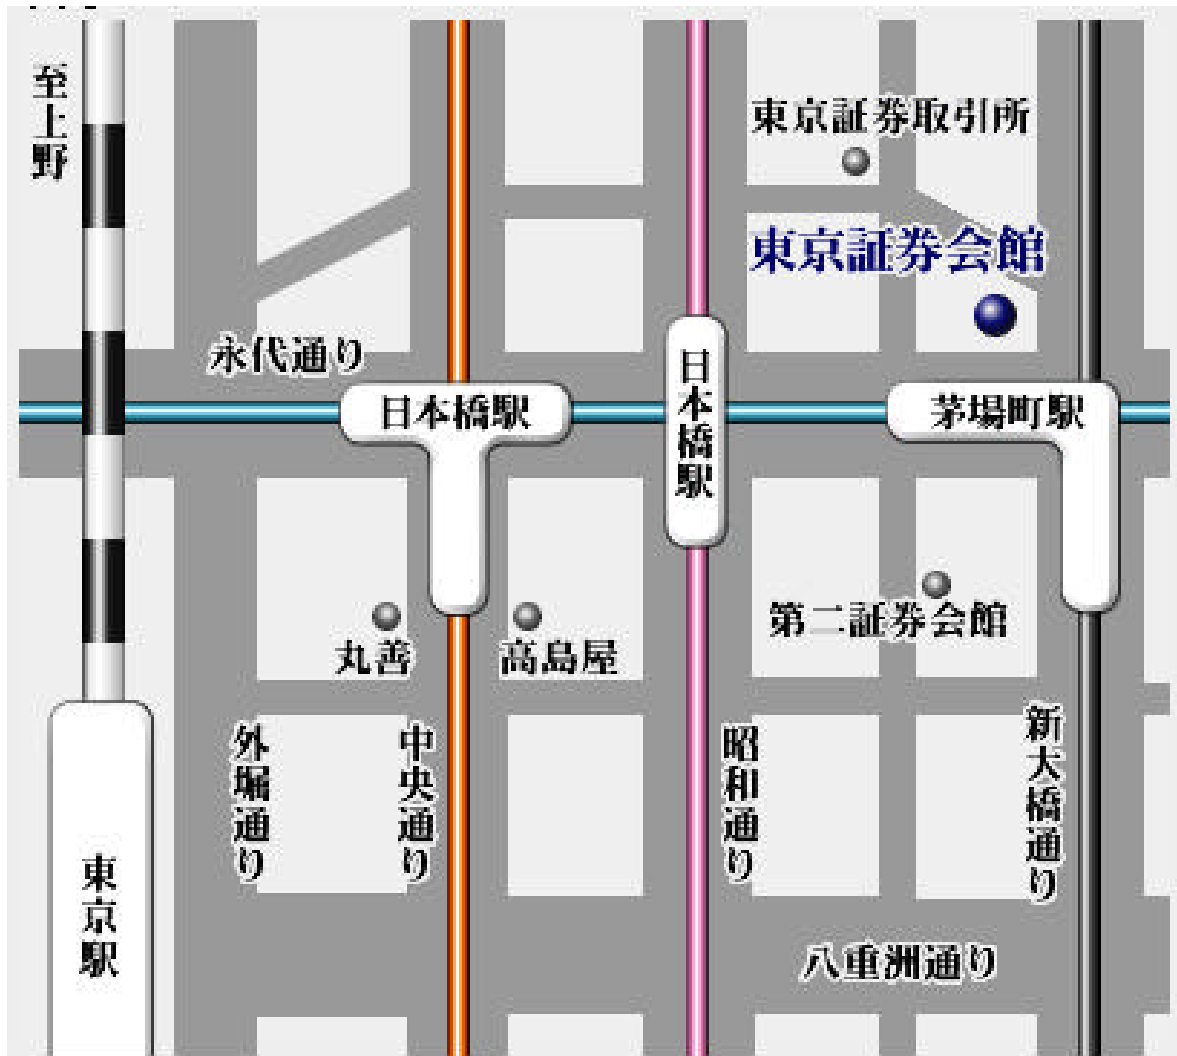 至上野
東京証券取引所
東京証券会館
永代通り
日本橋駅
日本橋駅
茅場町駅
第二証券会館
丸善
高島屋
外堀通り
中央通り
昭和通り
新大橋通り
東京駅
八重洲通り